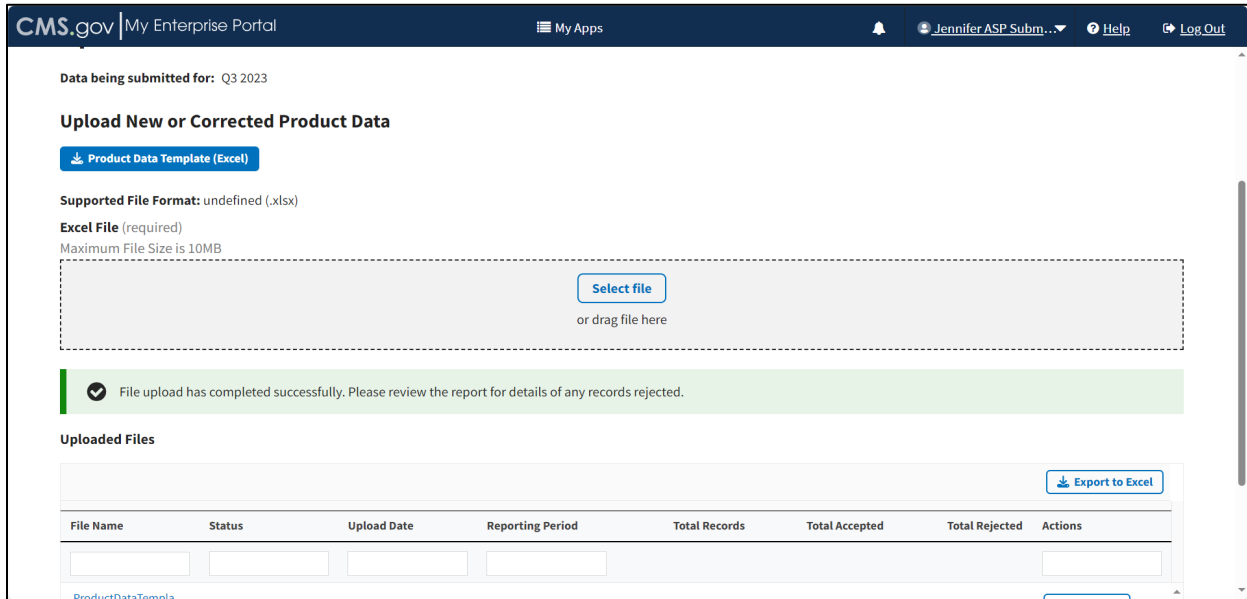 CMS.gov My Enterprise Portal My Apps Jennifer ASP Subm... Help Log Out
Data being submitted for: Q3 2023
Upload New or Corrected Product Data
Product Data Template (Excel)
Supported File Format: undefined (.xlsx)
Excel File (required)
Maximum File Size is 10MB
Select file
or drag file here
File upload has completed successfully. Please review the report for details of any records rejected.
Uploaded Files
Export to Excel
File Name Status Upload Date Reporting Period Total Records Total Accepted Total Rejected Actions
ProductDataTempla